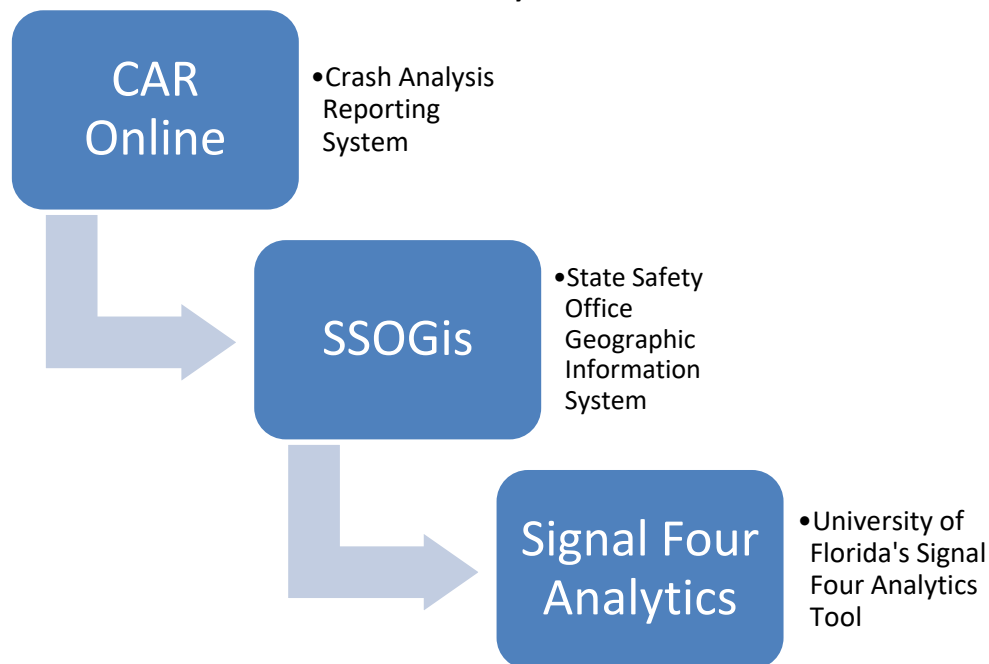 CAR
Online
•Crash Analysis
Reporting
System
SSOGis
•State Safety
Office
Geographic
Information
System
Signal Four
Analytics
•University of
Florida's Signal
Four Analytics
Tool